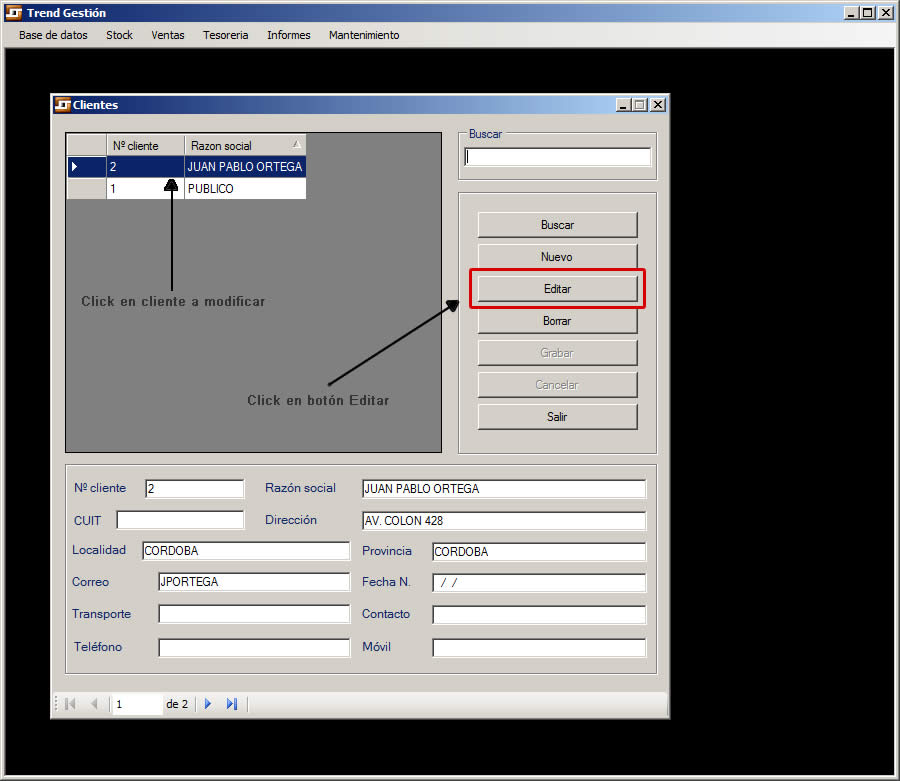 Trend Gestión
Base de datos Stock Ventas Tesoreria Informes Mantenimiento
Clientes
Nº cliente Razon social
2 JUAN PABLO ORTEGA
1 PUBLICO
Click en cliente a modificar
Click en botón Editar
Buscar
Buscar
Nuevo
Editar
Borrar
Grabar
Cancelar
Salir
Nº cliente 2 Razón social JUAN PABLO ORTEGA
CUIT Dirección AV. COLON 428
Localidad CORDOBA Provincia CORDOBA
Correo JPORTEGA Fecha N. / /
Transporte Contacto
Teléfono Móvil
1 de 2